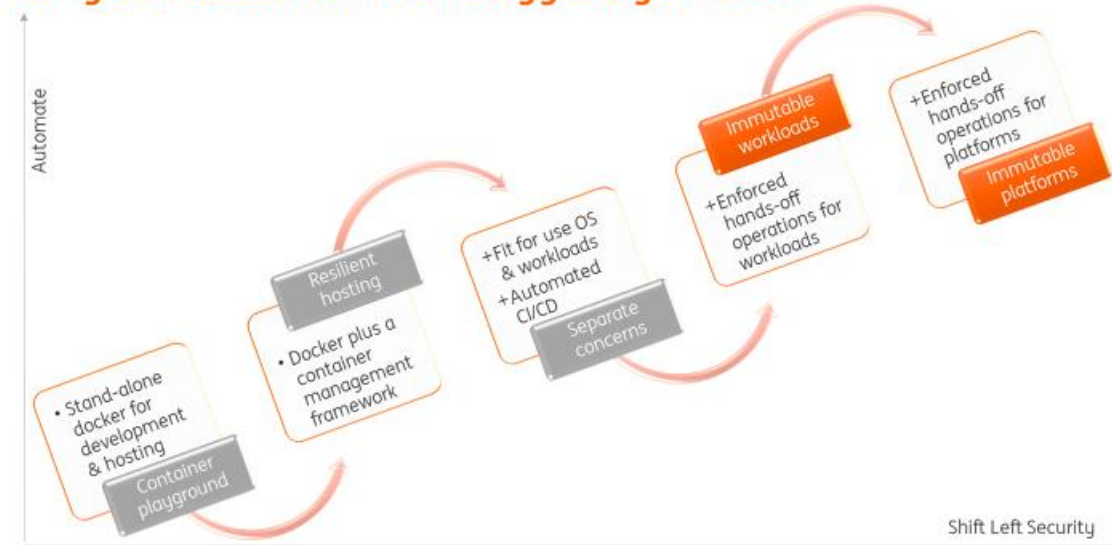 Automate
• Stand-alone
docker for
development
& hosting
Container
playground
Resilient
hosting
• Docker plus a
container
management
framework
+Fit for use OS
& workloads
+Automated
CI/CD
Separate
concerns
Immutable
workloads
+Enforced
hands-off
operations for
workloads
+Enforced
hands-off
operations for
platforms
Immutable
platforms
Shift Left Security